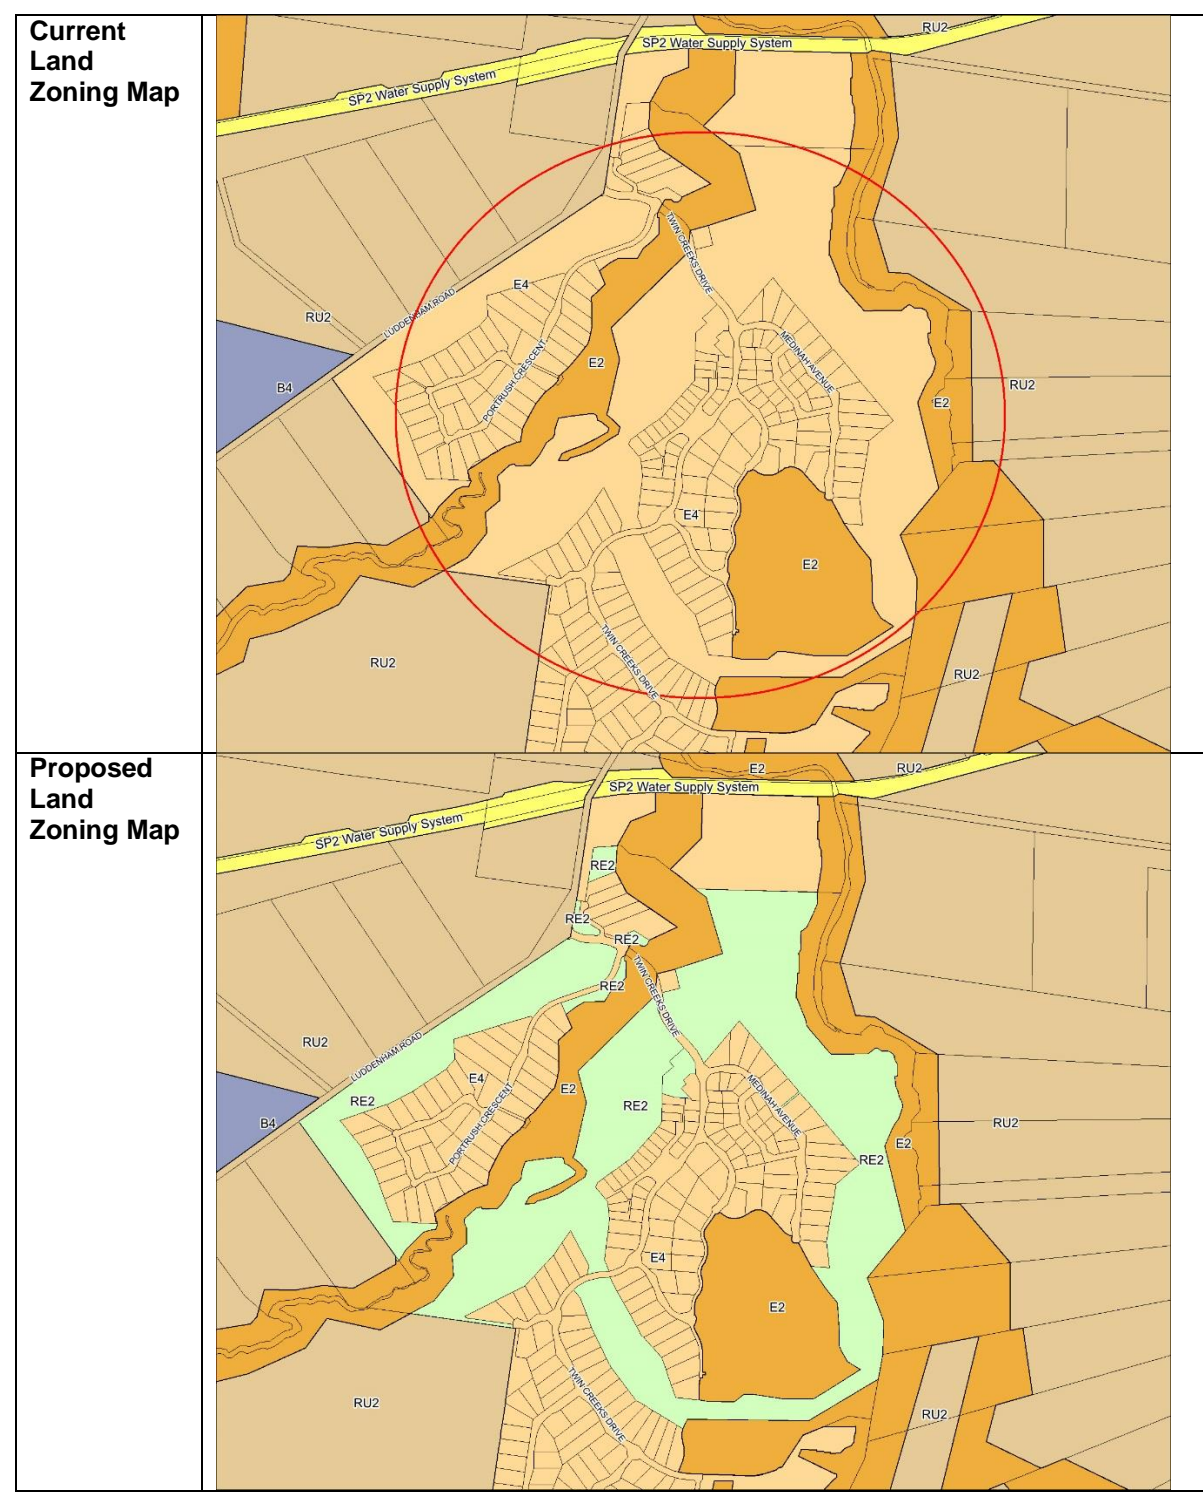 Current
Land
Zoning Map
RU2
SP2 Water Supply System
SP2 Water Supply System
TWIN CREEKS DRIVE
E4
LUDDENHAM ROAD
RU2
MEDINAH AVENUE
PORTRUSH CRESCENT
E2
B4
RU2
E2
E4
E2
TWIN CREEKS DRIVE
RU2
RU2
Proposed
Land
Zoning Map
E2
RU2
SP2 Water Supply System
SP2 Water Supply System
RE2
RE2
RE2
TWIN CREEKS DRIVE
RE2
RU2
LUDDENHAM ROAD
E4
E2
MEDINAH AVENUE
RE2
RE2
PORTRUSH CRESCENT
B4
RU2
E2
RE2
E4
E2
TWIN CREEKS DRIVE
RU2
RU2